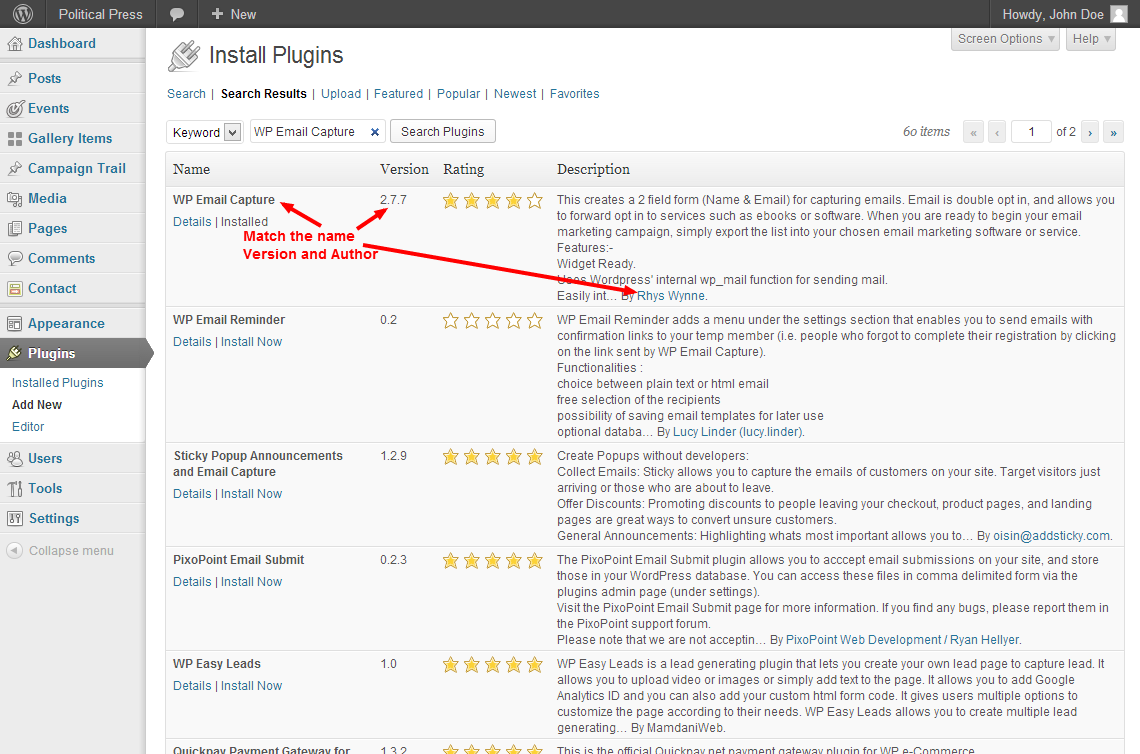 Political Press
New
Howdy, John Doe
Dashboard
Posts
Events
Gallery Items
Campaign Trail
Media
Pages
Comments
Contact
Appearance
Plugins
Installed Plugins
Add New
Editor
Users
Tools
Settings
Collapse menu
Screen Options
Help
Install Plugins
Search | Search Results | Upload | Featured | Popular | Newest | Favorites
Keyword WP Email Capture × Search Plugins
60 items « ‹ 1 of 2 › »
Name Version Rating Description
WP Email Capture 2.7.7
Details | Installed
Match the name
Version and Author
This creates a 2 field form (Name & Email) for capturing emails. Email is double opt in, and allows you
to forward opt in to services such as ebooks or software. When you are ready to begin your email
marketing campaign, simply export the list into your chosen email marketing software or service.
Features:-
Widget Ready.
Uses Wordpress' internal wp_mail function for sending mail.
Easily int… By Rhys Wynne.
WP Email Reminder 0.2
Details | Install Now
WP Email Reminder adds a menu under the settings section that enables you to send emails with
confirmation links to your temp member (i.e. people who forgot to complete their registration by clicking
on the link sent by WP Email Capture).
Functionalities :
choice between plain text or html email
free selection of the recipients
possibility of saving email templates for later use
optional databa… By Lucy Linder (lucy.linder).
Sticky Popup Announcements 1.2.9
and Email Capture
Details | Install Now
Create Popups without developers:
Collect Emails: Sticky allows you to capture the emails of customers on your site. Target visitors just
arriving or those who are about to leave.
Offer Discounts: Promoting discounts to people leaving your checkout, product pages, and landing
pages are great ways to convert unsure customers.
General Announcements: Highlighting whats most important allows you to… By oisin@addsticky.com.
PixoPoint Email Submit 0.2.3
Details | Install Now
The PixoPoint Email Submit plugin allows you to acccept email submissions on your site, and store
those in your WordPress database. You can access these files in comma delimited form via the
plugins admin page (under settings).
Visit the PixoPoint Email Submit page for more information. If you find any bugs, please report them in
the PixoPoint support forum.
Please note that we are not acceptin… By PixoPoint Web Development / Ryan Hellyer.
WP Easy Leads 1.0
Details | Install Now
WP Easy Leads is a lead generating plugin that lets you create your own lead page to capture lead. It
allows you to upload video or images or simply add text to the page. It allows you to add Google
Analytics ID and you can also add your custom html form code. It gives users multiple options to
customize the page according to their needs. WP Easy Leads allows you to create multiple lead
generating… By MamdaniWeb.
Quickpay Payment Gateway for 1.3.2
This is the official Quickpay.net payment gateway plugin for WP e-Commerce.